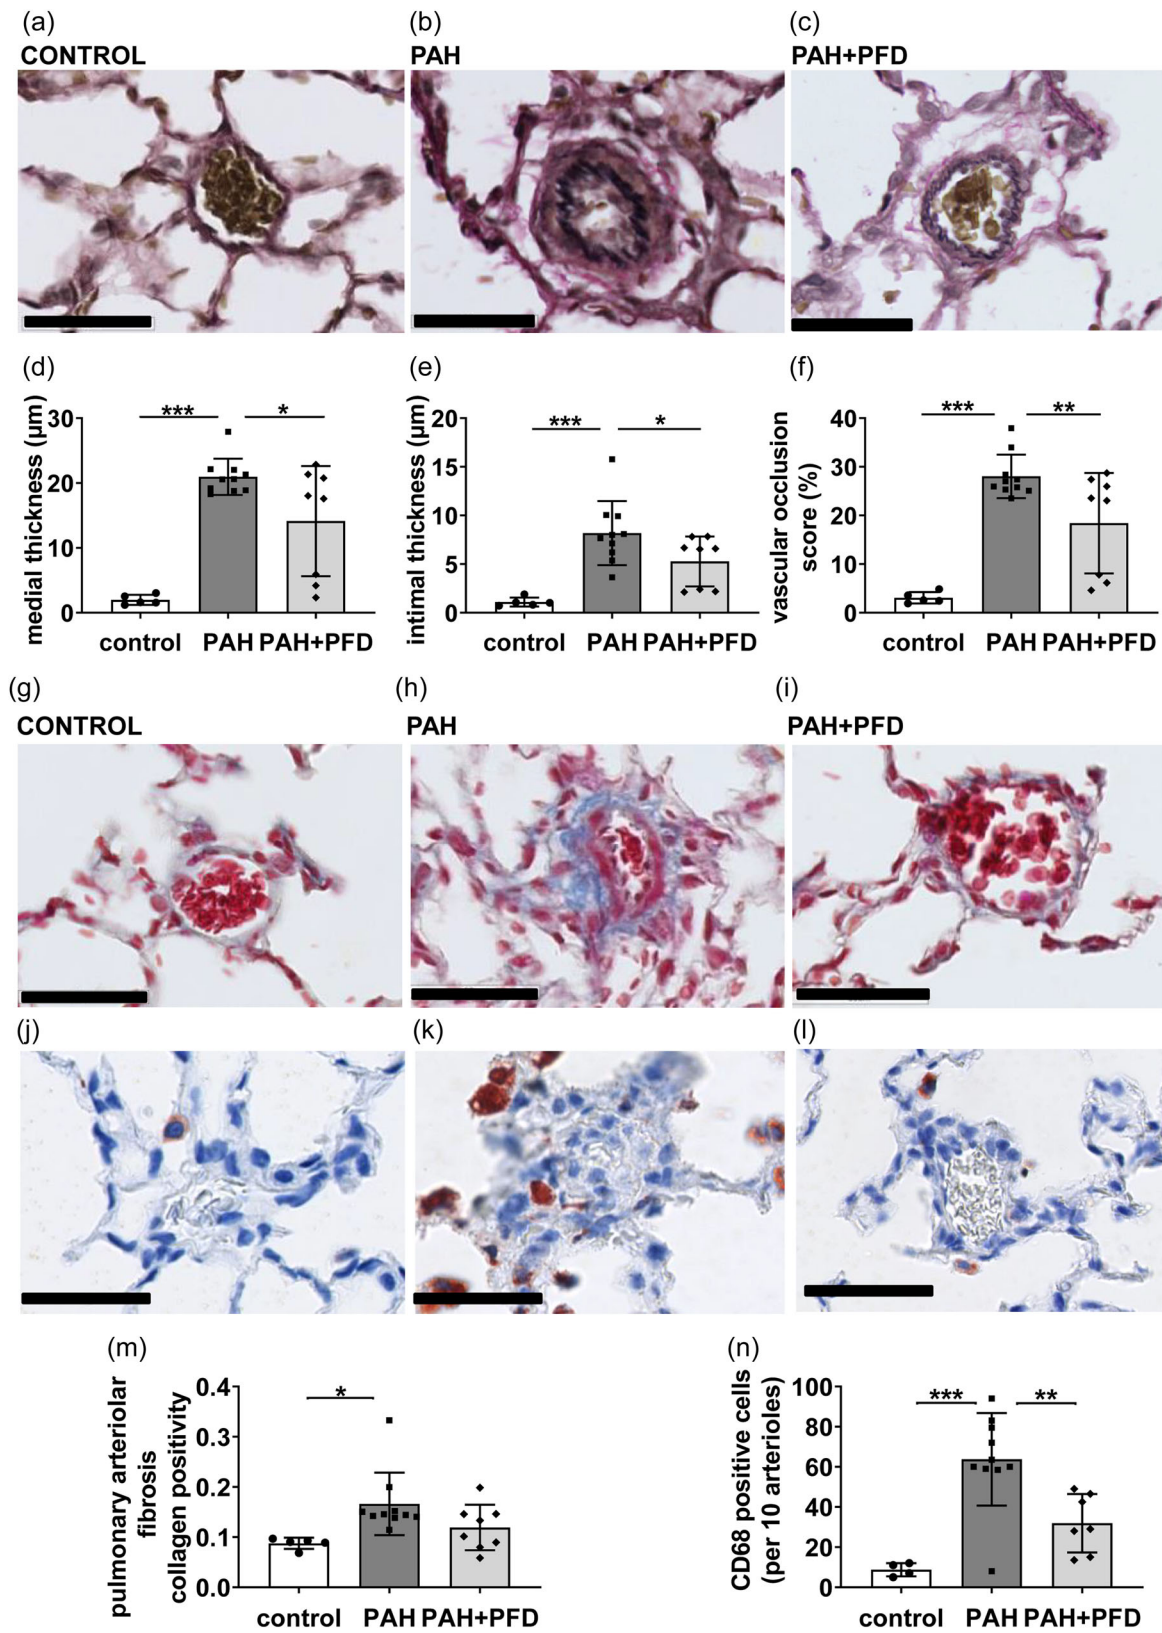 (a) (b) (c)
CONTROL PAH PAH+PFD
(d) (e) (f)
medial thickness (µm)
30
20
10
0
*** *
control PAH PAH+PFD
intimal thickness (µm)
20
15
10
5
0
*** *
control PAH PAH+PFD
vascular occlusion
score (%)
40
30
20
10
0
*** **
control PAH PAH+PFD
(g) (h) (i)
CONTROL PAH PAH+PFD
(j) (k) (l)
(m) (n)
pulmonary arteriolar
fibrosis
collagen positivity
0.4
0.3
0.2
0.1
0.0
*
control PAH PAH+PFD
CD68 positive cells
(per 10 arterioles)
100
80
60
40
20
0
*** **
control PAH PAH+PFD